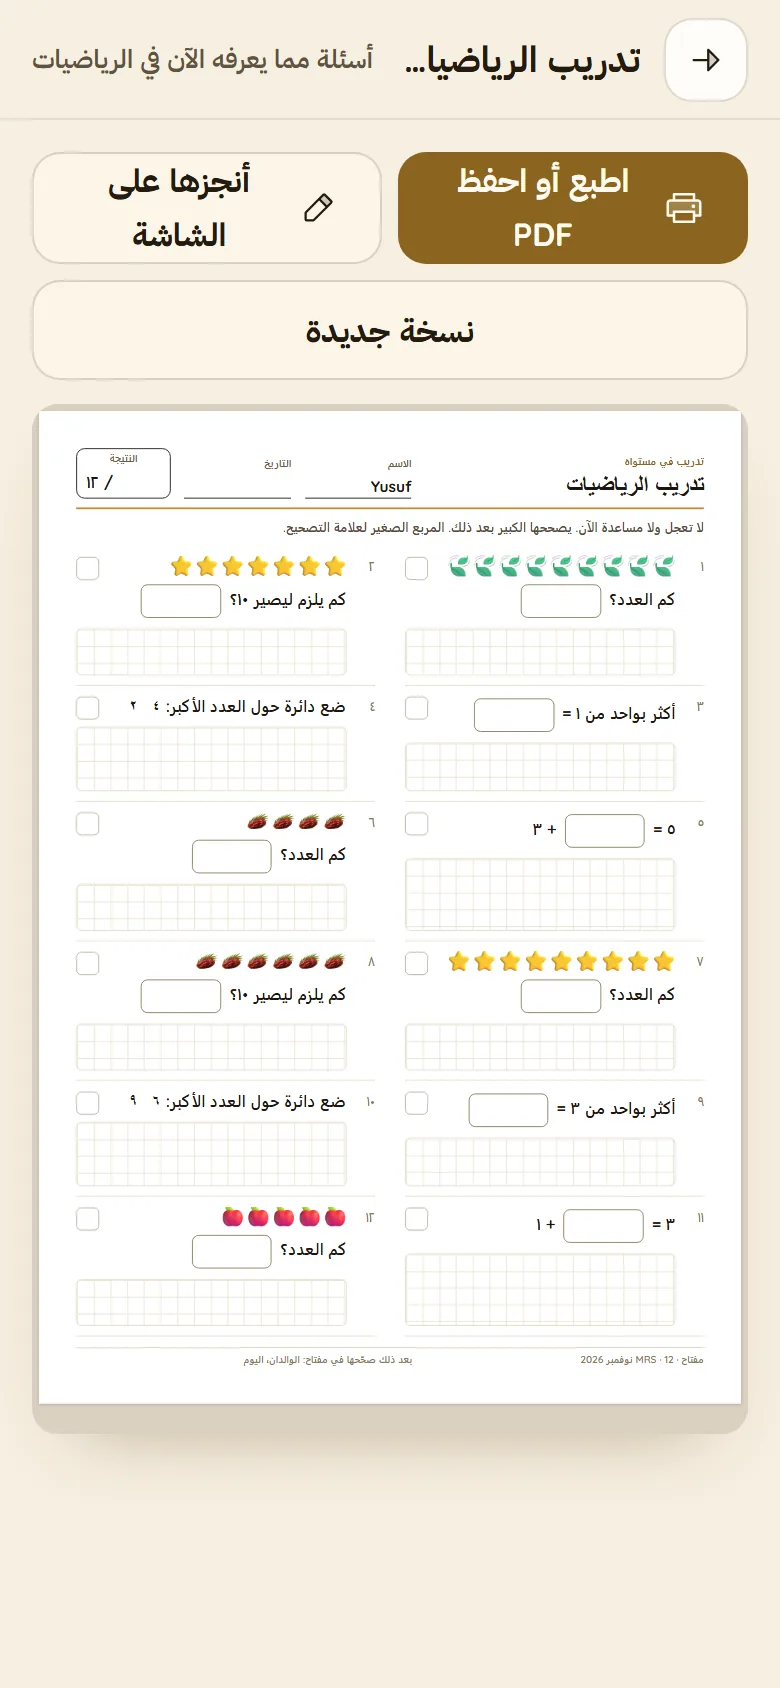 تدريب الرياضيا...
أسئلة مما يعرفه الآن في الرياضيات
اطبع أو احفظ
PDF
أنجزها على
الشاشة
نسخة جديدة
تدريب في مستواه
تدريب الرياضيات
الاسم
Yusuf
التاريخ
النتيجة
/ ١٢
لا تعجل ولا مساعدة الآن. يصححها الكبير بعد ذلك. المربع الصغير لعلامة التصحيح.
١
كم العدد؟
٢
كم يلزم ليصير ١٠؟
٣ أكثر بواحد من ١ =
٤ ضع دائرة حول العدد الأكبر: ٤ ٢
٥ ٥ = + ٣
٦
كم العدد؟
٧
كم العدد؟
٨
كم يلزم ليصير ١٠؟
٩ أكثر بواحد من ٣ =
١٠ ضع دائرة حول العدد الأكبر: ٦ ٩
١١ ٣ = + ١
١٢
كم العدد؟
مفتاح · MRS · 12 نوفمبر 2026
بعد ذلك صحّحها في مفتاح: الوالدان، اليوم